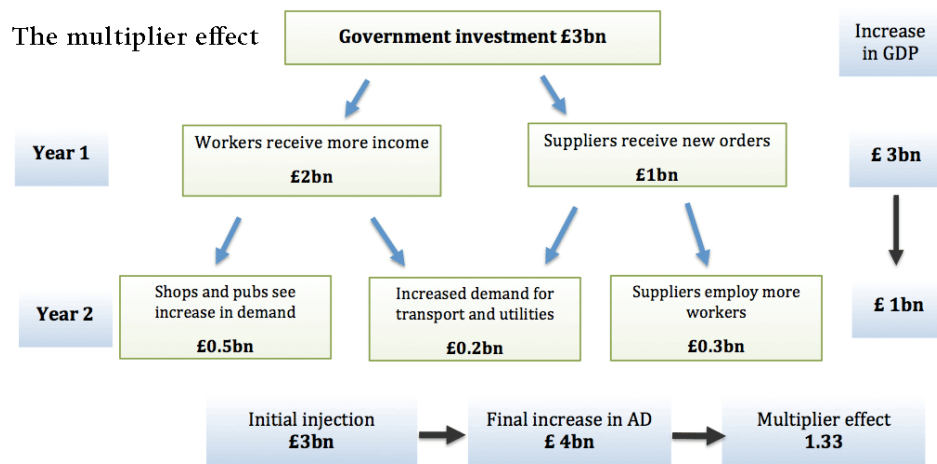 The multiplier effect
Government investment £3bn
Increase
in GDP
Year 1
Workers receive more income
£2bn
Suppliers receive new orders
£1bn
£ 3bn
Year 2
Shops and pubs see
increase in demand
£0.5bn
Increased demand for
transport and utilities
£0.2bn
Suppliers employ more
workers
£0.3bn
£ 1bn
Initial injection
£3bn
Final increase in AD
£ 4bn
Multiplier effect
1.33